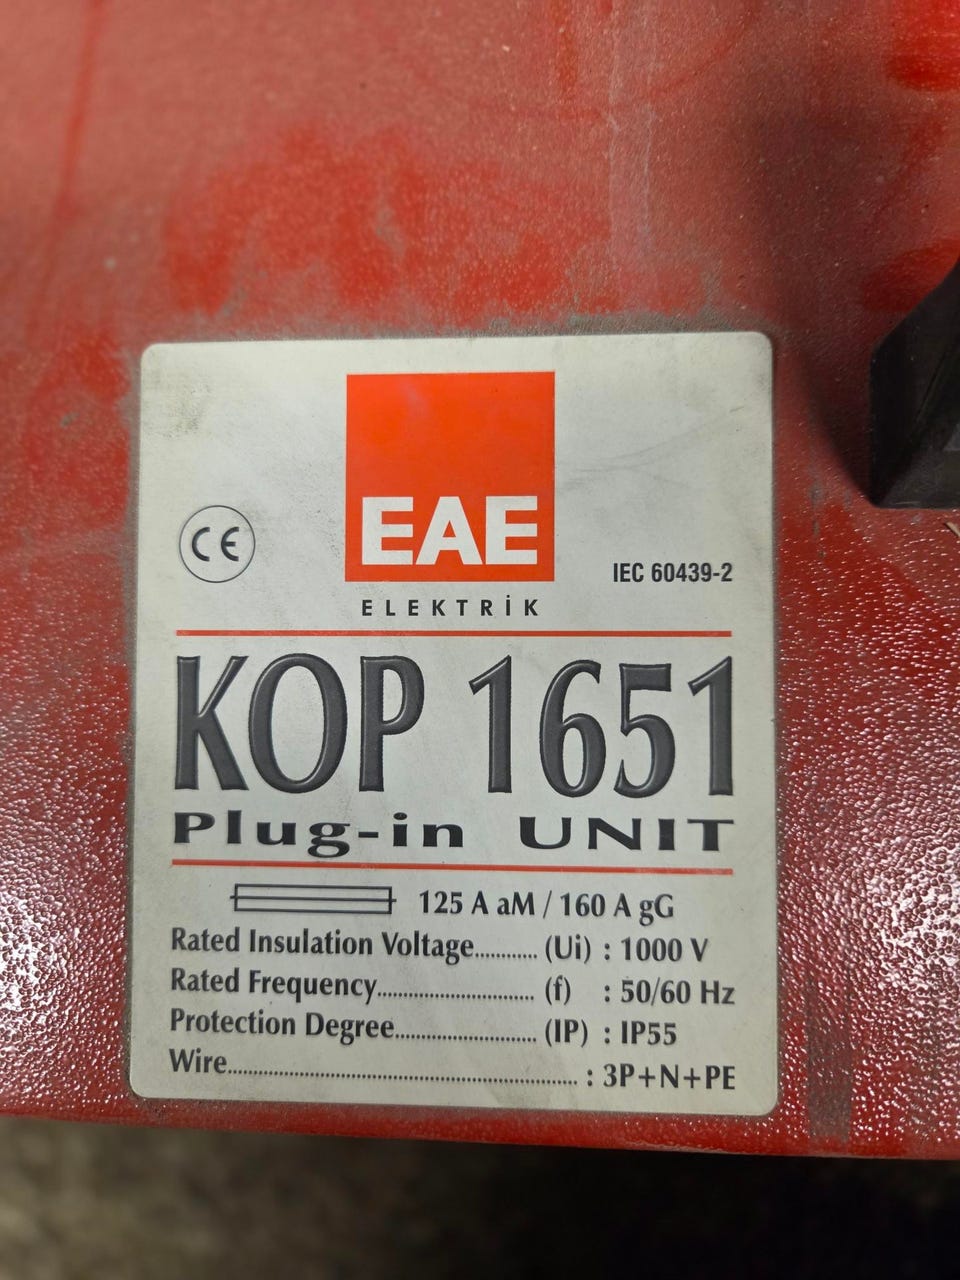 EAE
CE
IEC 60439-2
ELEKTRİK
KOP 1651
Plug-in UNIT
125 A aM / 160 A gG
Rated Insulation Voltage............ (Ui) : 1000 V
Rated Frequency............................. (f) : 50/60 Hz
Protection Degree.......................... (IP) : IP55
Wire................................................................ : 3P+N+PE